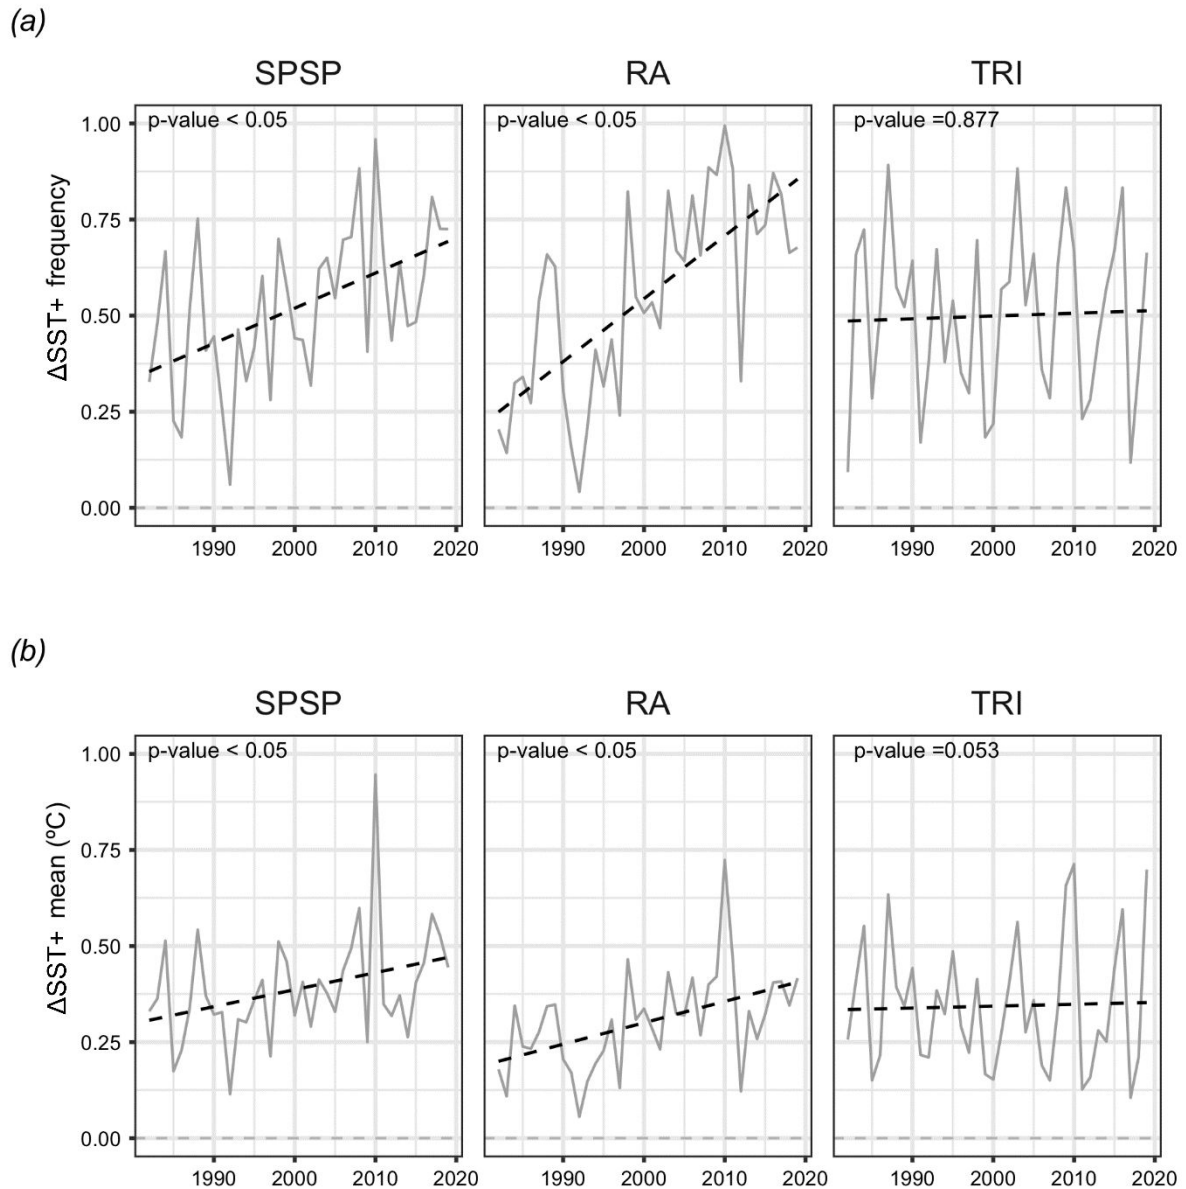 (a)
SPSP RA TRI
p-value < 0.05 p-value < 0.05 p-value =0.877
ΔSST+ frequency
1.00
0.75
0.50
0.25
0.00
1990 2000 2010 2020 1990 2000 2010 2020 1990 2000 2010 2020
(b)
SPSP RA TRI
p-value < 0.05 p-value < 0.05 p-value =0.053
ΔSST+ mean (ºC)
1.00
0.75
0.50
0.25
0.00
1990 2000 2010 2020 1990 2000 2010 2020 1990 2000 2010 2020